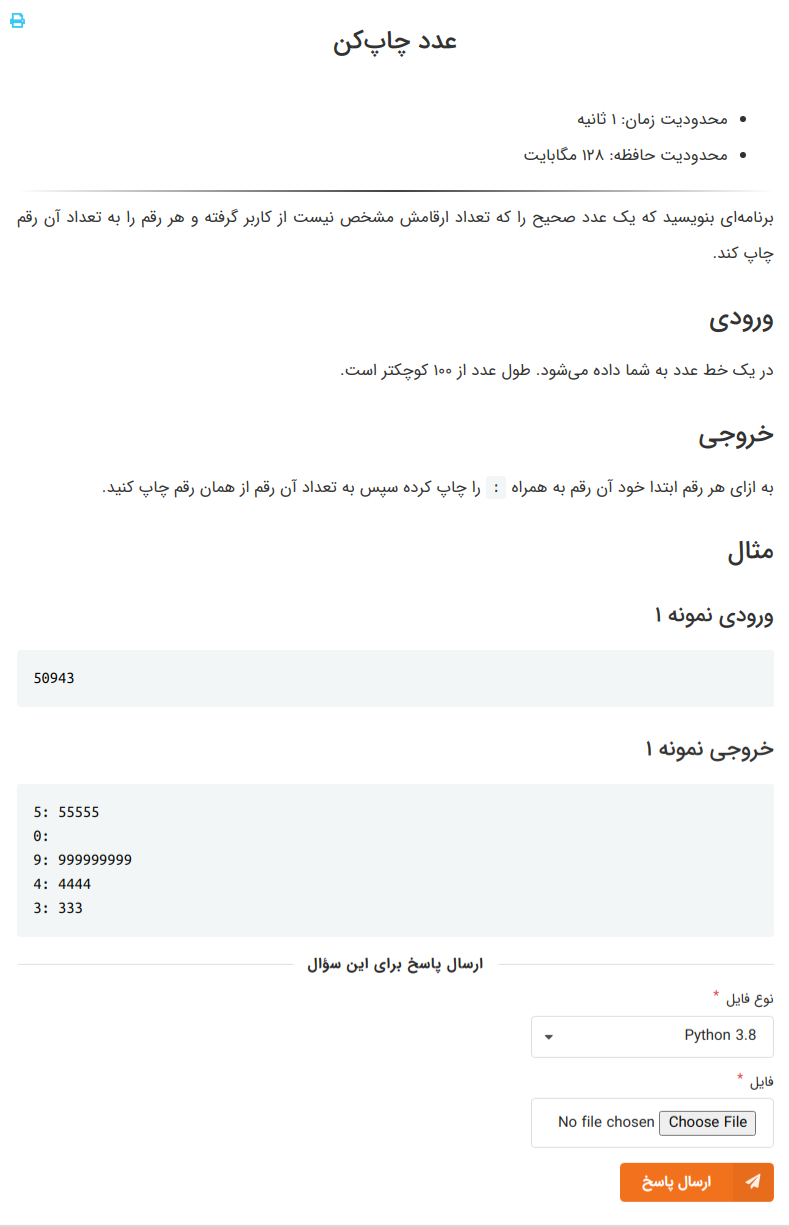 عدد چاپ‌کن
محدودیت زمان: ۱ ثانیه
محدودیت حافظه: ۱۲۸ مگابایت
برنامه‌ای بنویسید که یک عدد صحیح را که تعداد ارقامش مشخص نیست از کاربر گرفته و هر رقم را به تعداد آن رقم
چاپ کند.
ورودی
در یک خط عدد به شما داده می‌شود. طول عدد از ۱۰۰ کوچکتر است.
خروجی
به ازای هر رقم ابتدا خود آن رقم به همراه : را چاپ کرده سپس به تعداد آن رقم از همان رقم چاپ کنید.
مثال
ورودی نمونه ۱
50943
خروجی نمونه ۱
5: 55555
0:
9: 999999999
4: 4444
3: 333
ارسال پاسخ برای این سؤال
نوع فایل *
Python 3.8
فایل *
Choose File No file chosen
ارسال پاسخ